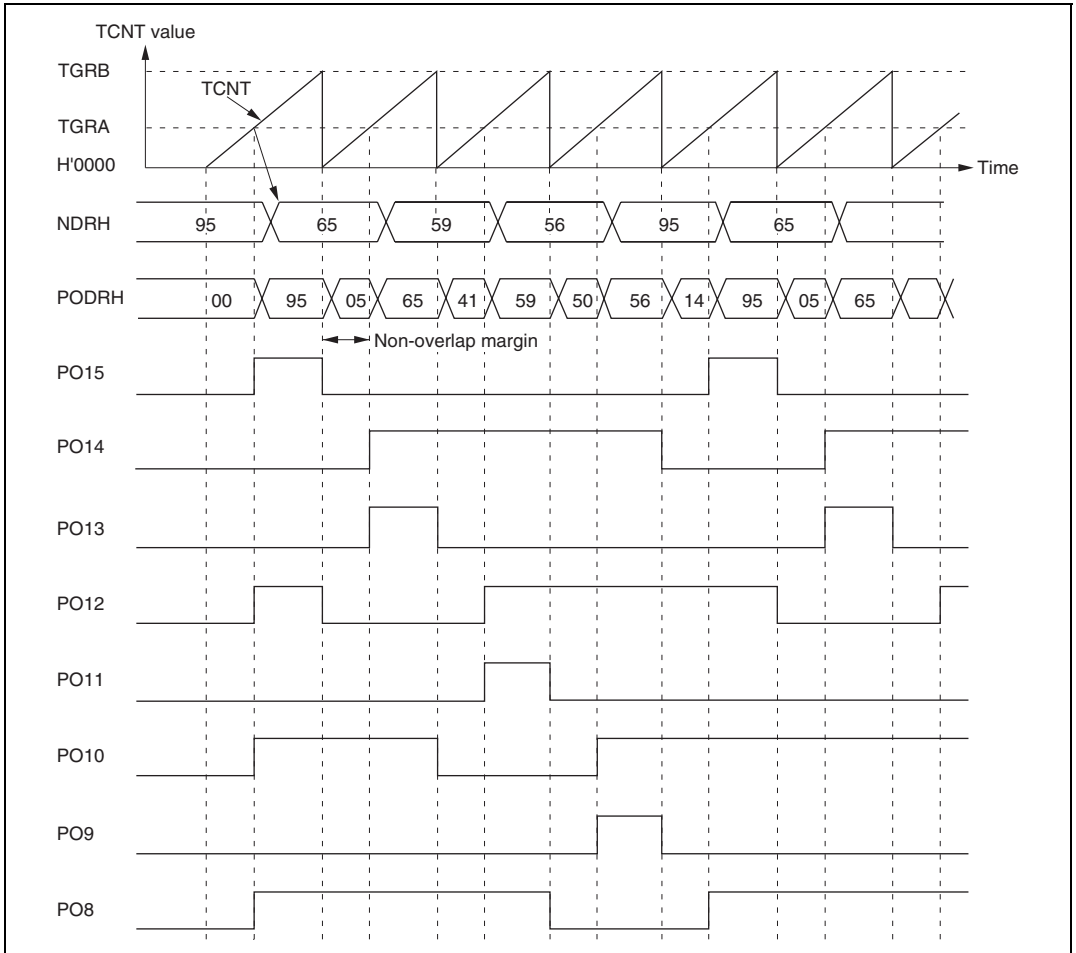 TCNT value
TGRB
TCNT
TGRA
H'0000
Time
NDRH 95 65 59 56 95 65
PODRH 00 95 05 65 41 59 50 56 14 95 05 65
Non-overlap margin
PO15
PO14
PO13
PO12
PO11
PO10
PO9
PO8